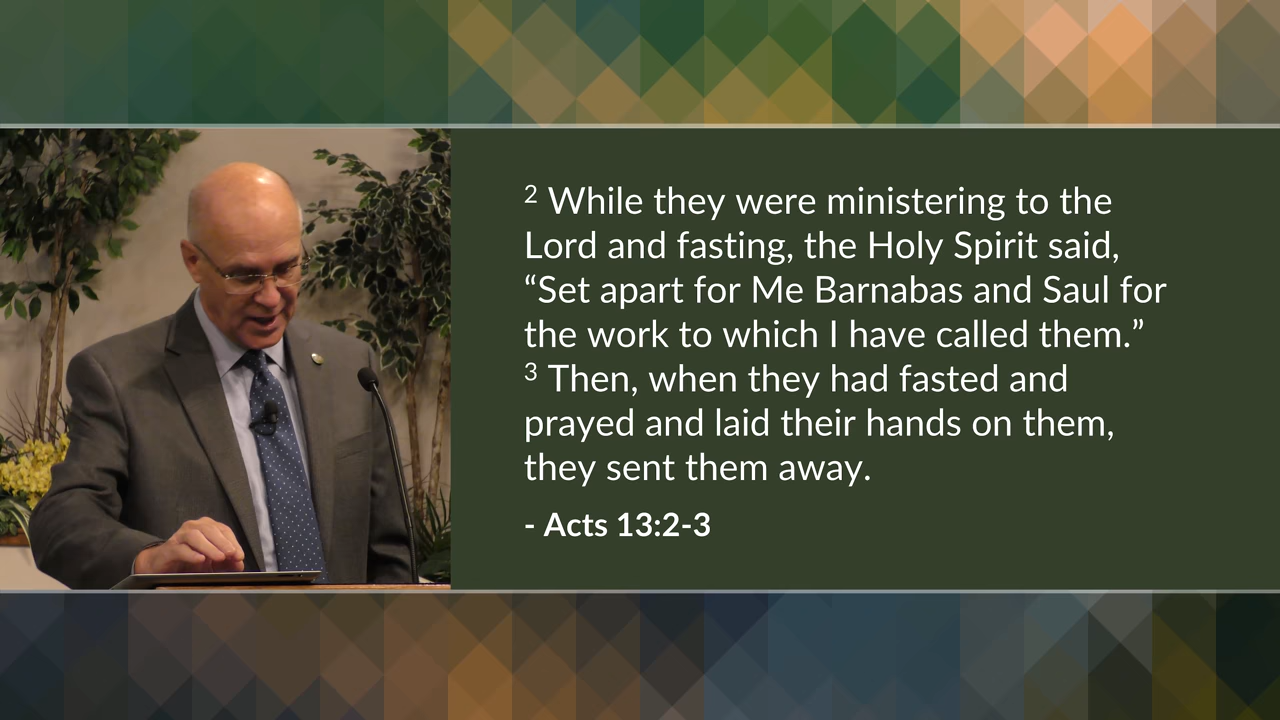 2 While they were ministering to the
Lord and fasting, the Holy Spirit said,
“Set apart for Me Barnabas and Saul for
the work to which I have called them.”
3 Then, when they had fasted and
prayed and laid their hands on them,
they sent them away.
- Acts 13:2-3